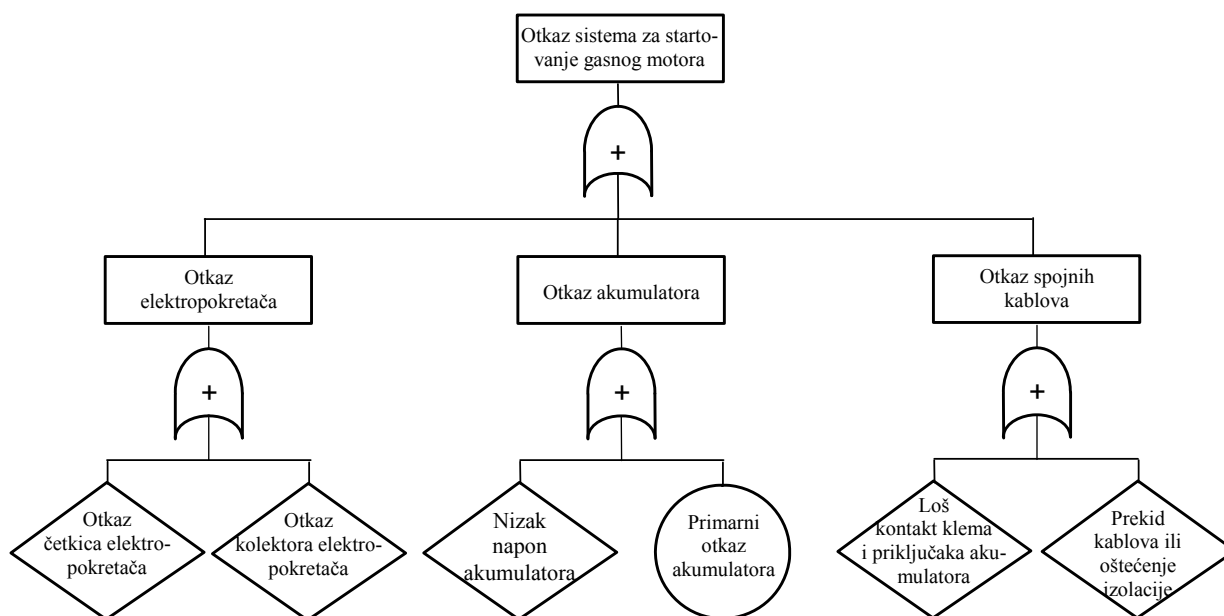 Otkaz sistema za starto-
vanje gasnog motora
+
Otkaz
elektropokretača
Otkaz akumulatora
Otkaz spojnih
kablova
+
+
+
Otkaz
četkica elektro-
pokretača
Otkaz
kolektora elektro-
pokretača
Nizak
napon
akumulatora
Primarni
otkaz
akumulatora
Loš
kontakt klema
i priključaka aku-
mulatora
Prekid
kablova ili
oštećenje
izolacije